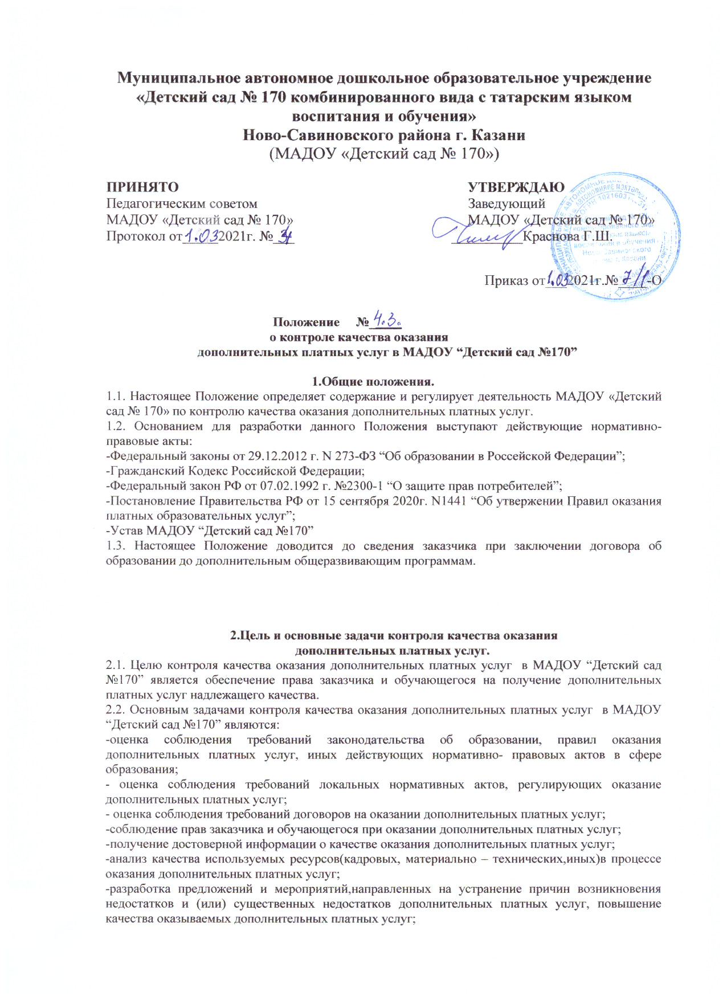 Муниципальное автономное дошкольное образовательное учреждение
«Детский сад № 170 комбинированного вида с татарским языком
воспитания и обучения»
Ново-Савиновского района г. Казани
(МАДОУ «Детский сад № 170»)
ПРИНЯТО
Педагогическим советом
МАДОУ «Детский сад № 170»
Протокол от 1.03 2021г. №
УТВЕРЖДАЮ
Заведующий
МАДОУ «Детский сад № 170»
Краснова Г.Ш.
Приказ от 1.03 2021г.№ 7/1-О
Положение № 4.3.
о контроле качества оказания
дополнительных платных услуг в МАДОУ “Детский сад №170”
1.Общие положения.
1.1. Настоящее Положение определяет содержание и регулирует деятельность МАДОУ «Детский
сад № 170» по контролю качества оказания дополнительных платных услуг.
1.2. Основанием для разработки данного Положения выступают действующие нормативно-
правовые акты:
-Федеральный законы от 29.12.2012 г. N 273-ФЗ “Об образовании в Россейской Федерации”;
-Гражданский Кодекс Российской Федерации;
-Федеральный закон РФ от 07.02.1992 г. №2300-1 “О защите прав потребителей”;
-Постановление Правительства РФ от 15 сентября 2020г. N1441 “Об утвержении Правил оказания
платных образовательных услуг”;
-Устав МАДОУ “Детский сад №170”
1.3. Настоящее Положение доводится до сведения заказчика при заключении договора об
образовании до дополнительным общеразвивающим программам.
2.Цель и основные задачи контроля качества оказания
дополнительных платных услуг.
2.1. Целю контроля качества оказания дополнительных платных услуг в МАДОУ “Детский сад
№170” является обеспечение права заказчика и обучающегося на получение дополнительных
платных услуг надлежащего качества.
2.2. Основным задачами контроля качества оказания дополнительных платных услуг в МАДОУ
“Детский сад №170” являются:
-оценка соблюдения требований законодательства об образовании, правил оказания
дополнительных платных услуг, иных действующих нормативно- правовых актов в сфере
образования;
- оценка соблюдения требований локальных нормативных актов, регулирующих оказание
дополнительных платных услуг;
- оценка соблюдения требований договоров на оказании дополнительных платных услуг;
-соблюдение прав заказчика и обучающегося при оказании дополнительных платных услуг;
-получение достоверной информации о качестве оказания дополнительных платных услуг;
-анализ качества используемых ресурсов(кадровых, материально – технических,иных)в процессе
оказания дополнительных платных услуг;
-разработка предложений и мероприятий,направленных на устранение причин возникновения
недостатков и (или) существенных недостатков дополнительных платных услуг, повышение
качества оказываемых дополнительных платных услуг;